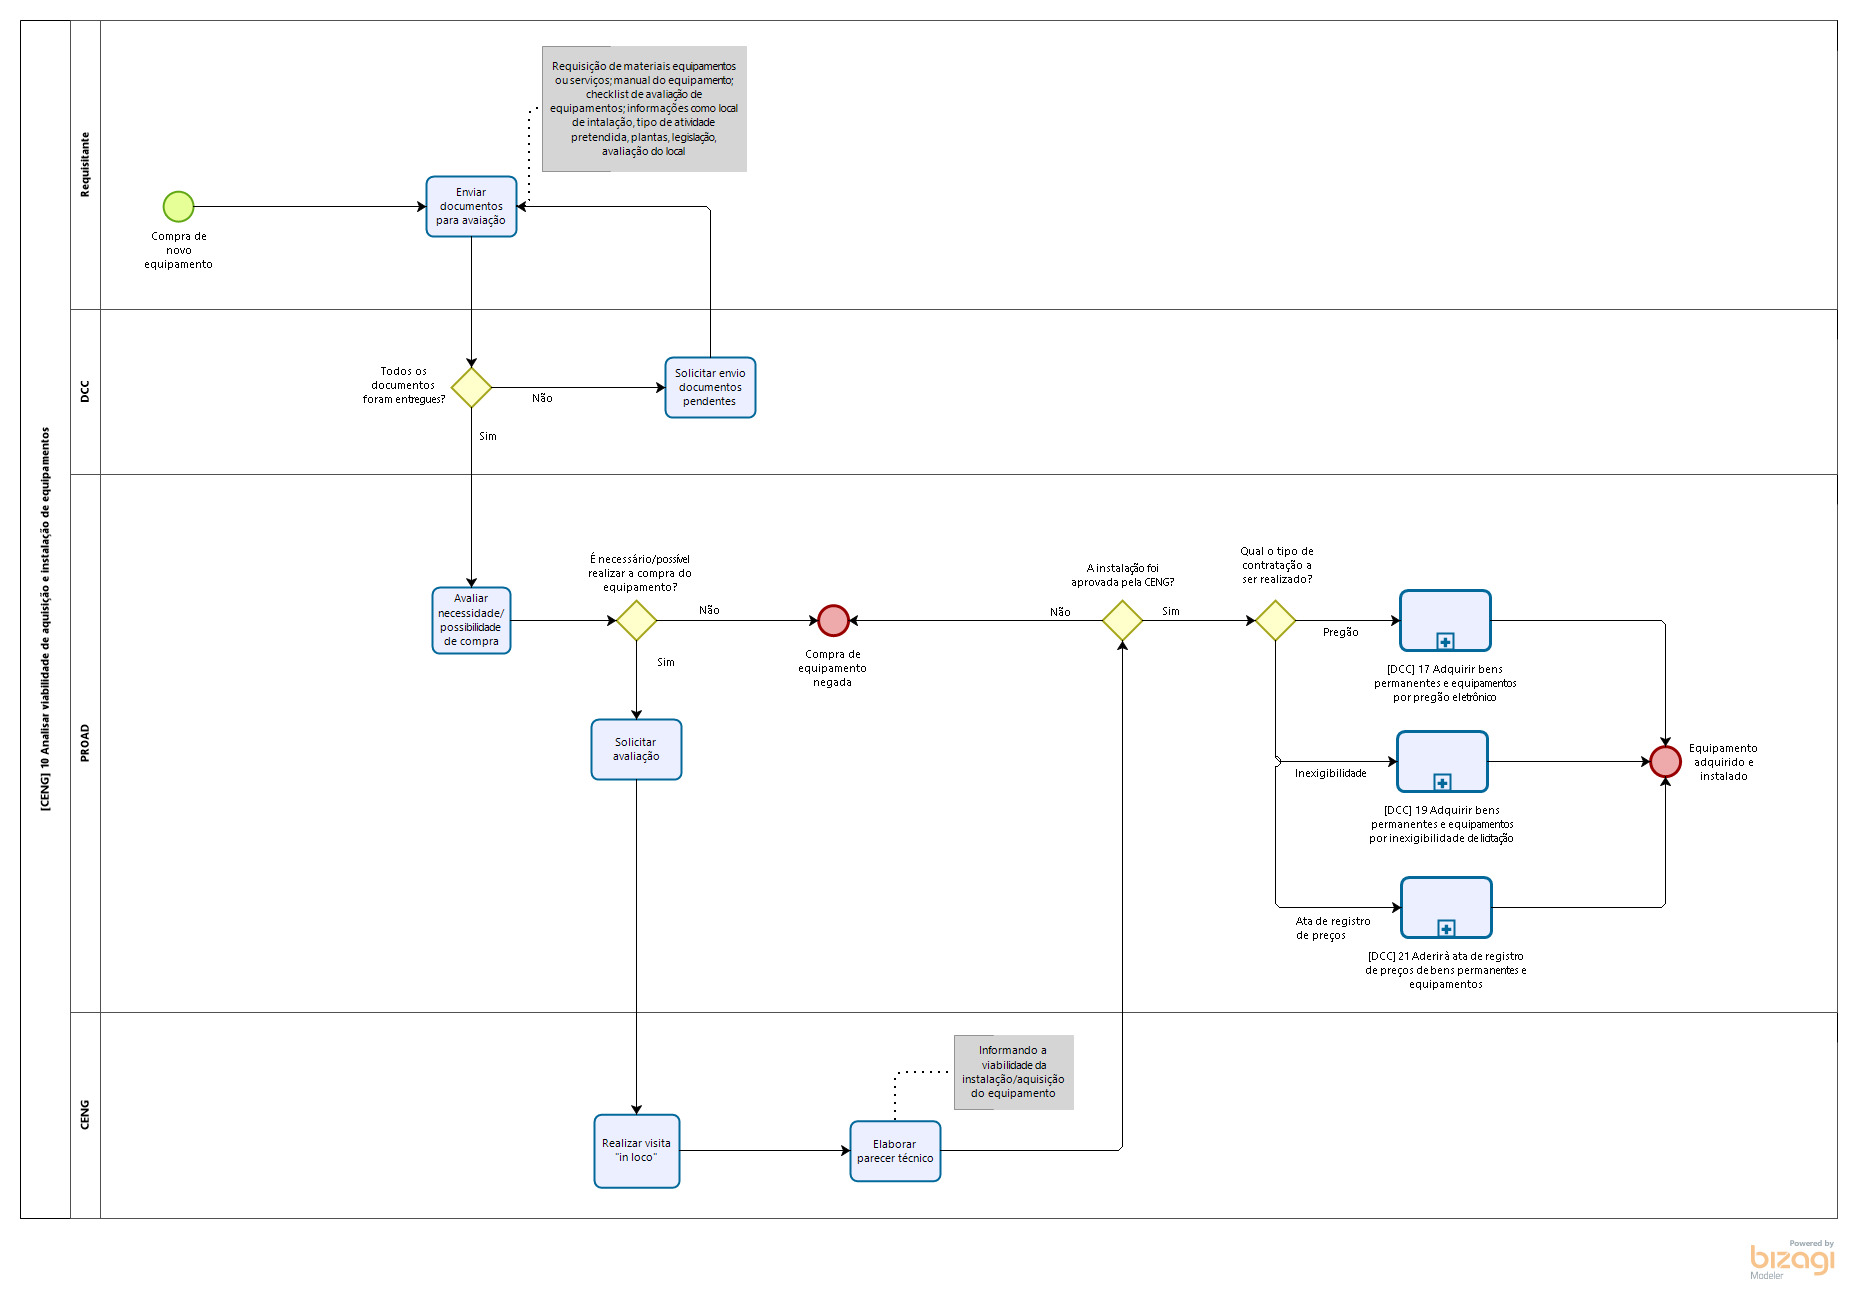 [CENG] 10 Analisar viabilidade de aquisição e instalação de equipamentos
Requisitante
Requisição de materiais equipamentos
ou serviços; manual do equipamento;
checklist de avaliação de
equipamentos; informações como local
de intalação, tipo de atividade
pretendida, plantas, legislação,
avaliação do local
Compra de
novo
equipamento
Enviar
documentos
para avaiação
DCC
Todos os
documentos
foram entregues?
Não
Sim
Solicitar envio
documentos
pendentes
PROAD
Avaliar
necessidade/
possibilidade
de compra
É necessário/possível
realizar a compra do
equipamento?
Não
Sim
Compra de
equipamento
negada
Solicitar
avaliação
A instalação foi
aprovada pela CENG?
Não
Sim
Qual o tipo de
contratação a
ser realizado?
Pregão
[DCC] 17 Adquirir bens
permanentes e equipamentos
por pregão eletrônico
Inexigibilidade
[DCC] 19 Adquirir bens
permanentes e equipamentos
por inexigibilidade de licitação
Ata de registro
de preços
[DCC] 21 Aderir à ata de registro
de preços de bens permanentes e
equipamentos
Equipamento
adquirido e
instalado
CENG
Realizar visita
"in loco"
Elaborar
parecer técnico
Informando a
viabilidade da
instalação/aquisição
do equipamento
Powered by
bizagi
Modeler